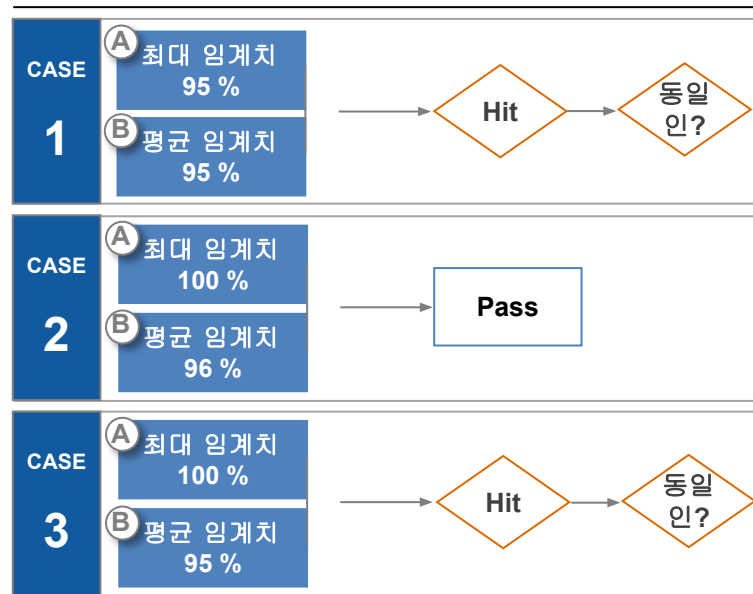 CASE
1
A
최대 임계치
95 %
B
평균 임계치
95 %
Hit
동일
인?
CASE
2
A
최대 임계치
100 %
B
평균 임계치
96 %
Pass
CASE
3
A
최대 임계치
100 %
B
평균 임계치
95 %
Hit
동일
인?